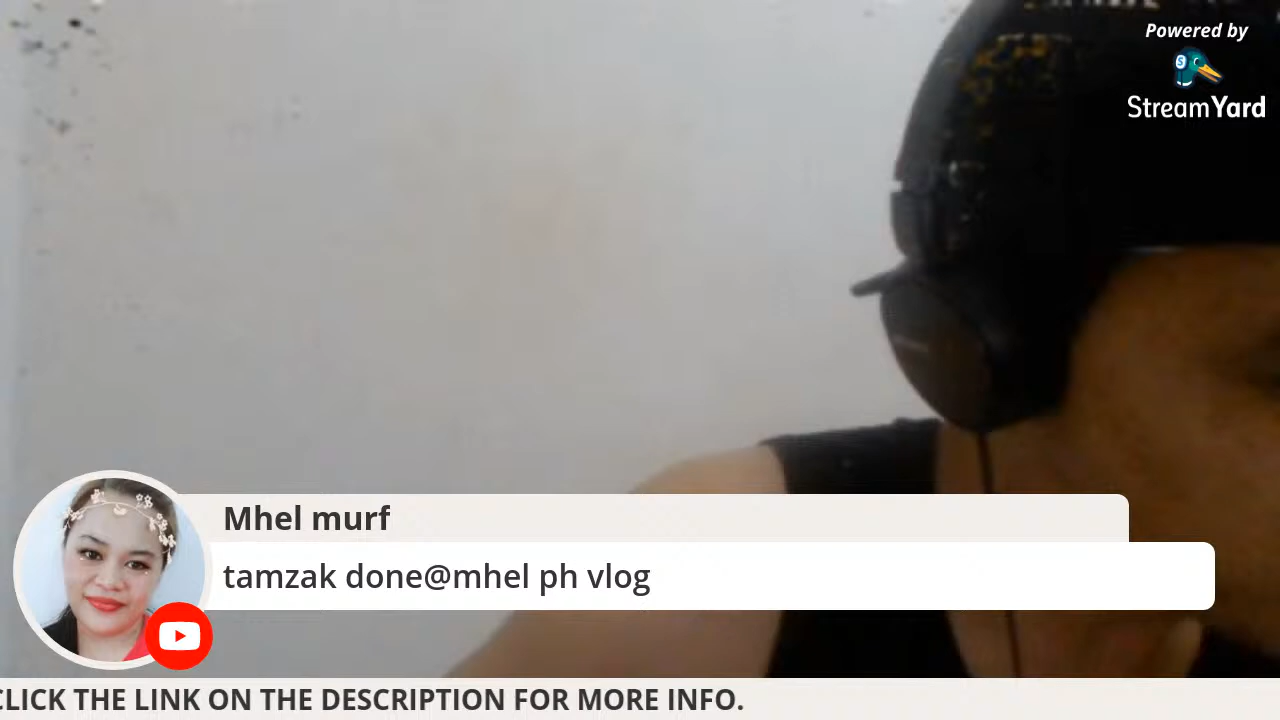 Powered by
StreamYard
Mhel murf
tamzak done@mhel ph vlog
CLICK THE LINK ON THE DESCRIPTION FOR MORE INFO.